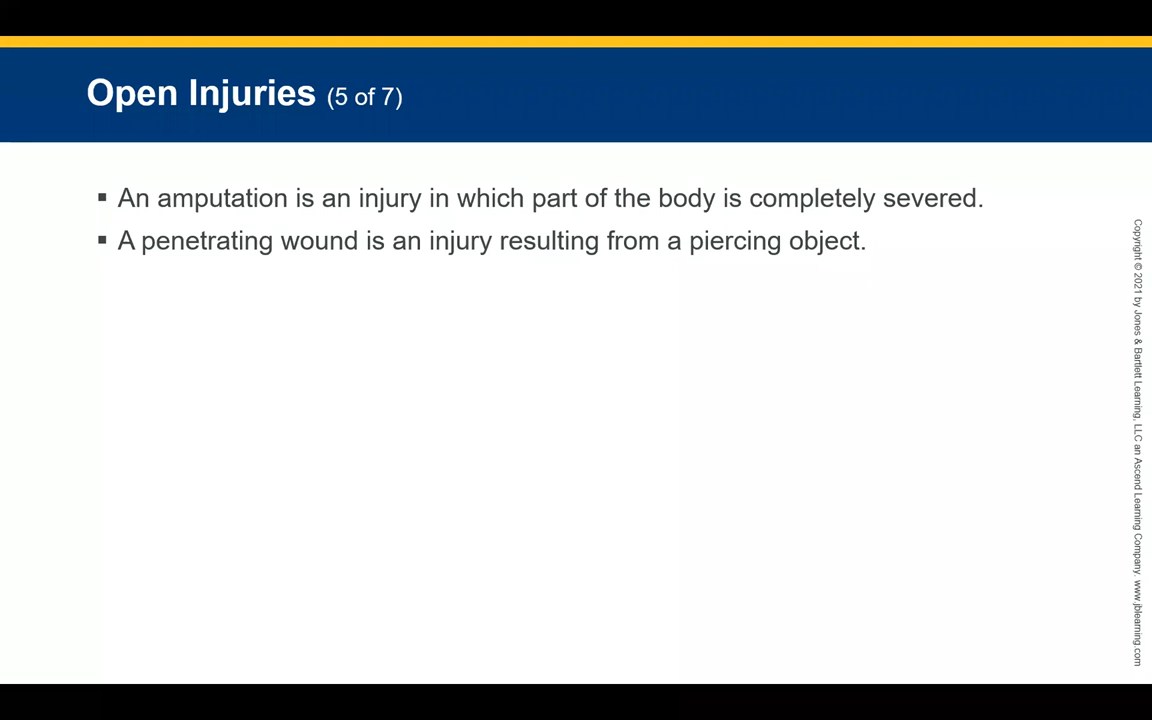 Open Injuries (5 of 7)
▪ An amputation is an injury in which part of the body is completely severed.
▪ A penetrating wound is an injury resulting from a piercing object.
Copyright © 2021 by Jones & Bartlett Learning, LLC an Ascend Learning Company. www.jblearning.com